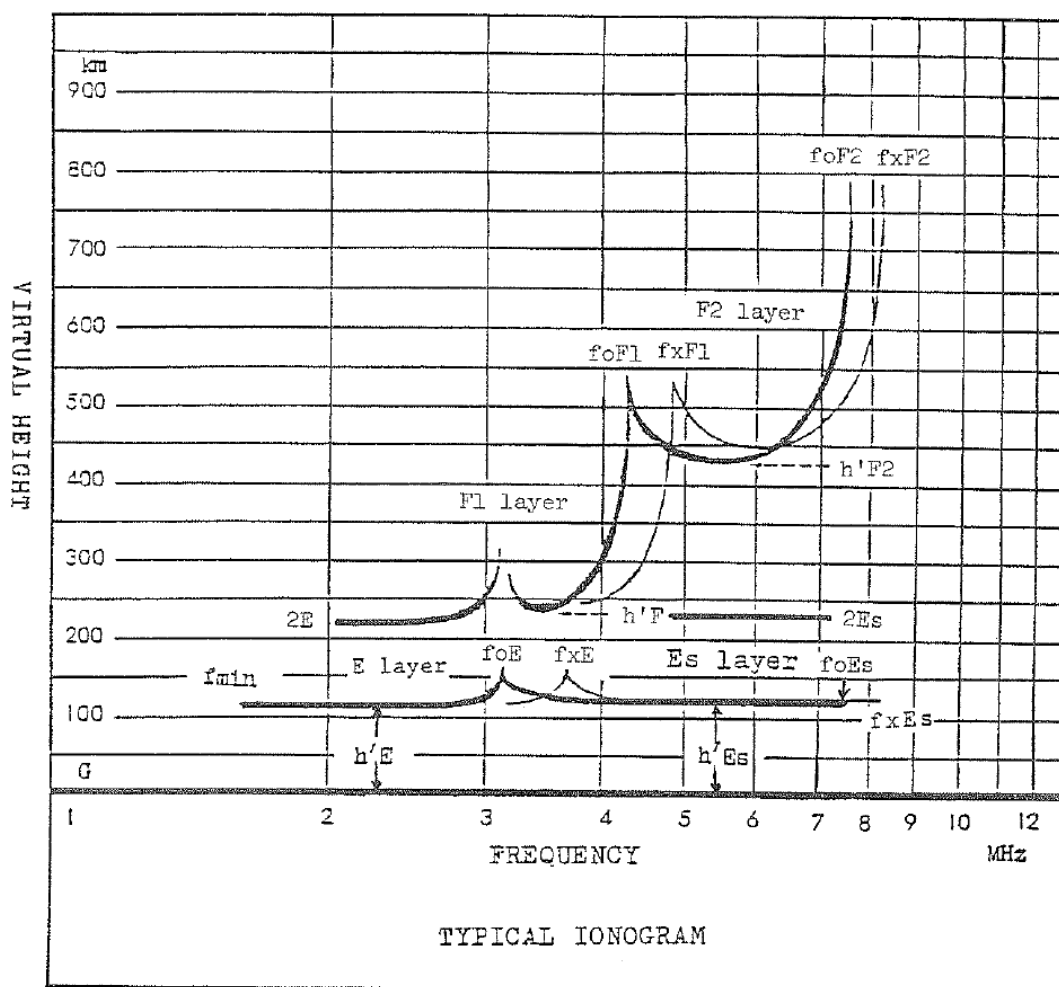 km
900
800
700
600
500
400
300
200
100
G
VIRTUAL HEIGHT
foF2 fxF2
F2 layer
foF1 fxF1
h'F2
F1 layer
2E
h'F
2Es
fmin
E layer
foE
fxE
Es layer
foEs
fxEs
h'E
h'Es
1 2 3 4 5 6 7 8 9 10 12
FREQUENCY
MHz
TYPICAL IONOGRAM